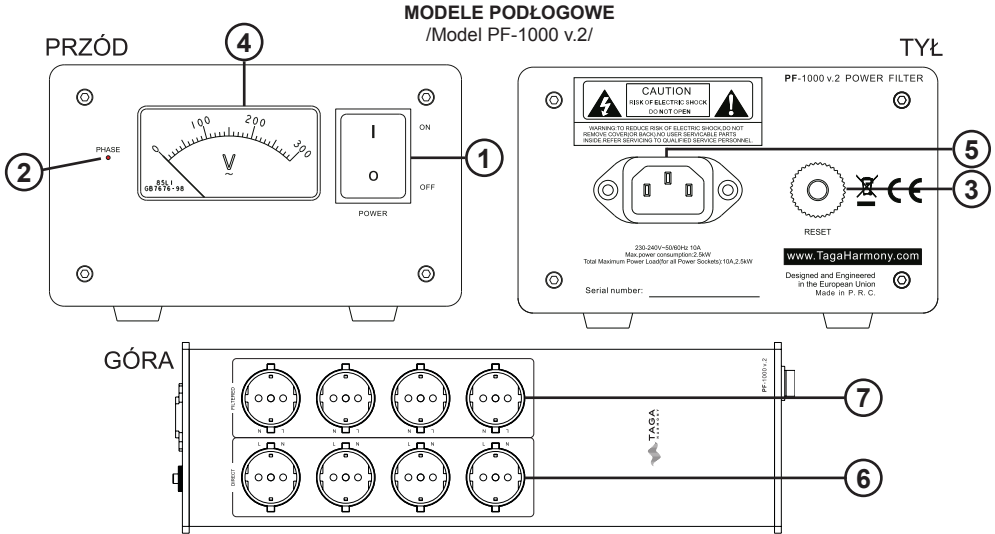 MODELE PODŁOGOWE
/Model PF-1000 v.2/
PRZÓD
4
TYŁ
100
200
0
300
V
~
85L1
GB7676-98
PHASE
2
I
O
ON
OFF
POWER
1
PF-1000 v.2 POWER FILTER
CAUTION
RISK OF ELECTRIC SHOCK
DO NOT OPEN
WARNING:TO REDUCE RISK OF ELECTRIC SHOCK,DO NOT
REMOVE COVER(OR BACK).NO USER SERVICABLE PARTS
INSIDE REFER SERVICING TO QUALIFIED SERVICE PERSONNEL.
5
3
CE
RESET
230-240V~50/60Hz 10A
Max.power consumption:2.5kW
Total Maximum Power Load(for all Power Sockets):10A,2.5kW
www.TagaHarmony.com
Designed and Engineered
in the European Union
Made in P. R. C.
Serial number:
GÓRA
FILTERED
N L N L N L N L
L N L N L N L N
DIRECT
TAGA
HARMONY
PF-1000 v.2
7
6